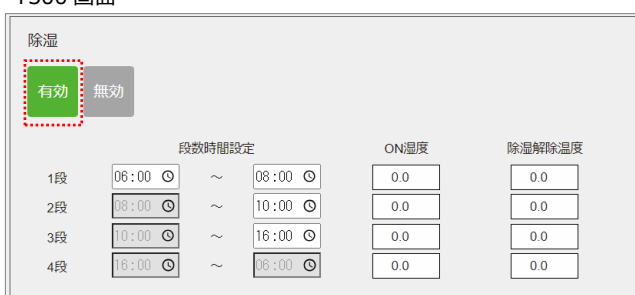 除湿
有効 無効
段数時間設定 ON湿度 除湿解除温度
1段 06:00 ~ 08:00 0.0 0.0
2段 08:00 ~ 10:00 0.0 0.0
3段 10:00 ~ 16:00 0.0 0.0
4段 16:00 ~ 06:00 0.0 0.0